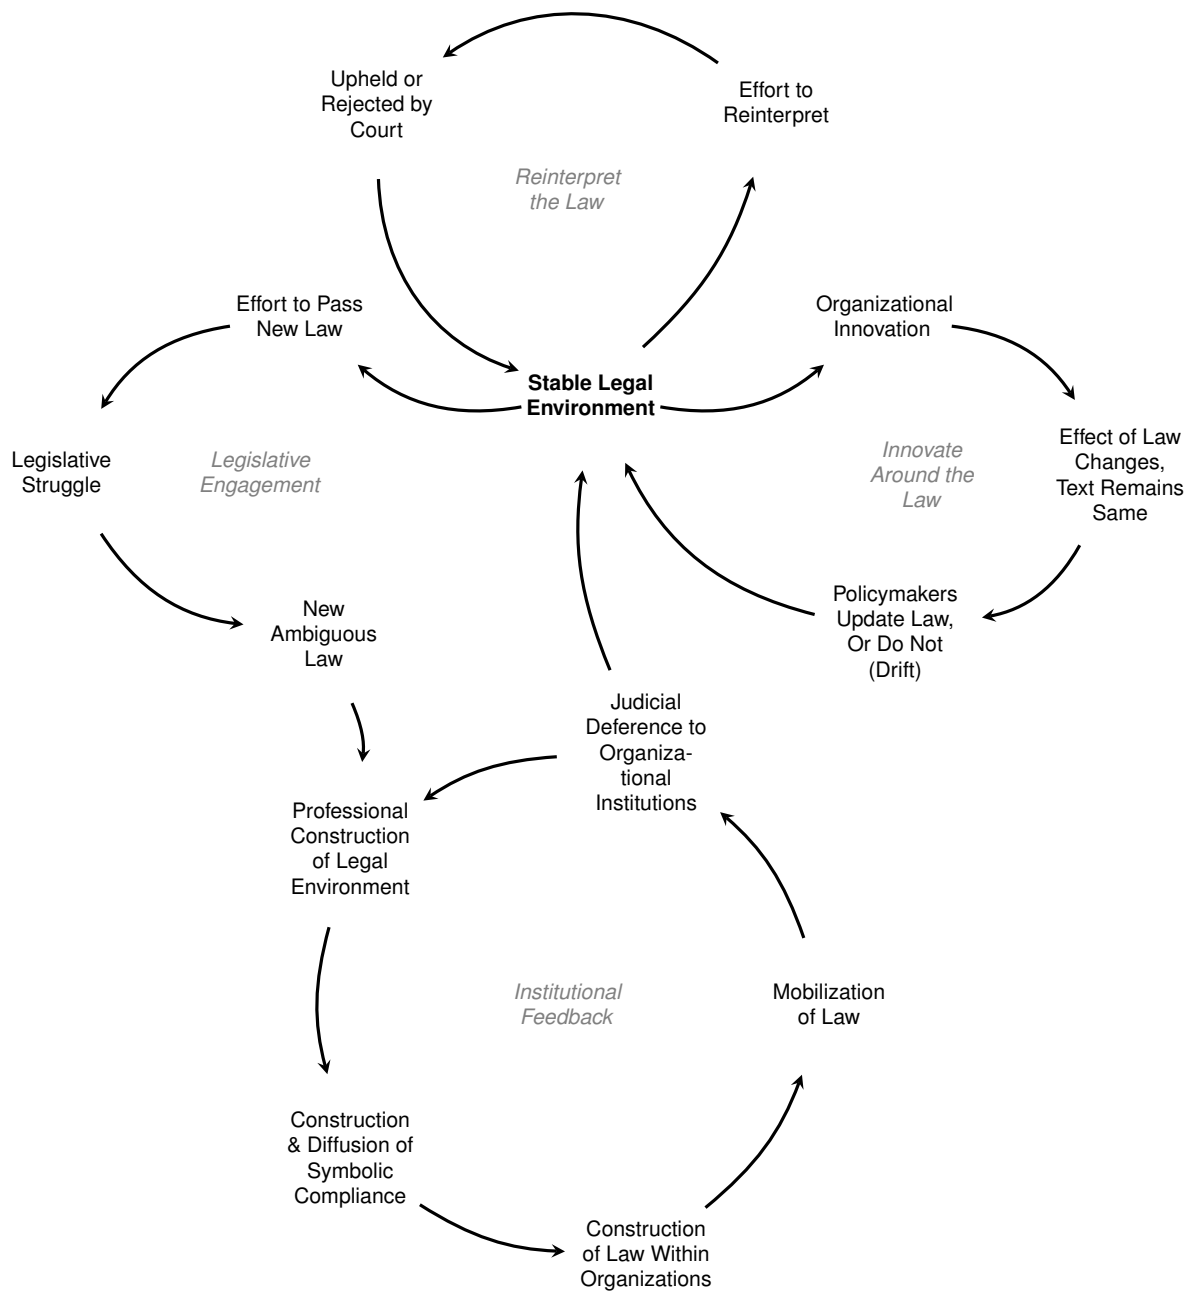 Upheld or
Rejected by
Court
Effort to
Reinterpret
Reinterpret
the Law
Effort to Pass
New Law
Organizational
Innovation
Stable Legal
Environment
Legislative
Struggle
Legislative
Engagement
Innovate
Around the
Law
Effect of Law
Changes,
Text Remains
Same
New
Ambiguous
Law
Policymakers
Update Law,
Or Do Not
(Drift)
Judicial
Deference to
Organiza-
tional
Institutions
Professional
Construction
of Legal
Environment
Institutional
Feedback
Mobilization
of Law
Construction
& Diffusion of
Symbolic
Compliance
Construction
of Law Within
Organizations